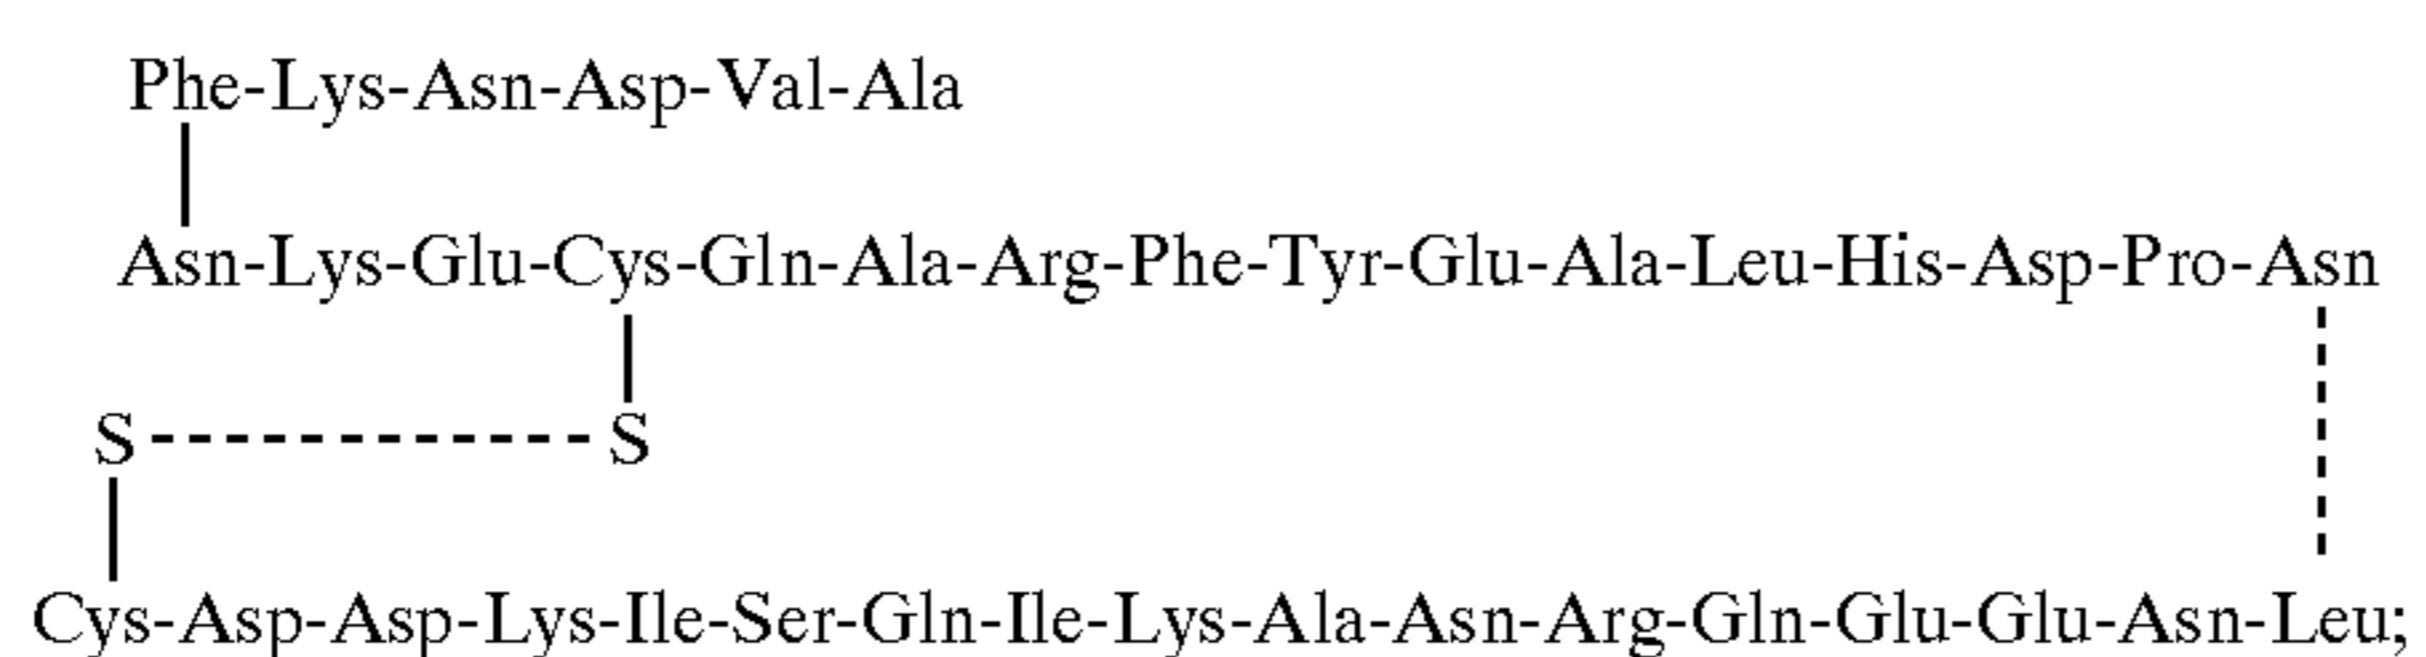 Phe-Lys-Asn-Asp-Val-Ala
Asn-Lys-Glu-Cys-Gln-Ala-Arg-Phe-Tyr-Glu-Ala-Leu-His-Asp-Pro-Asn
S S
Cys-Asp-Asp-Lys-Ile-Ser-Gln-Ile-Lys-Ala-Asn-Arg-Gln-Glu-Glu-Asn-Leu;